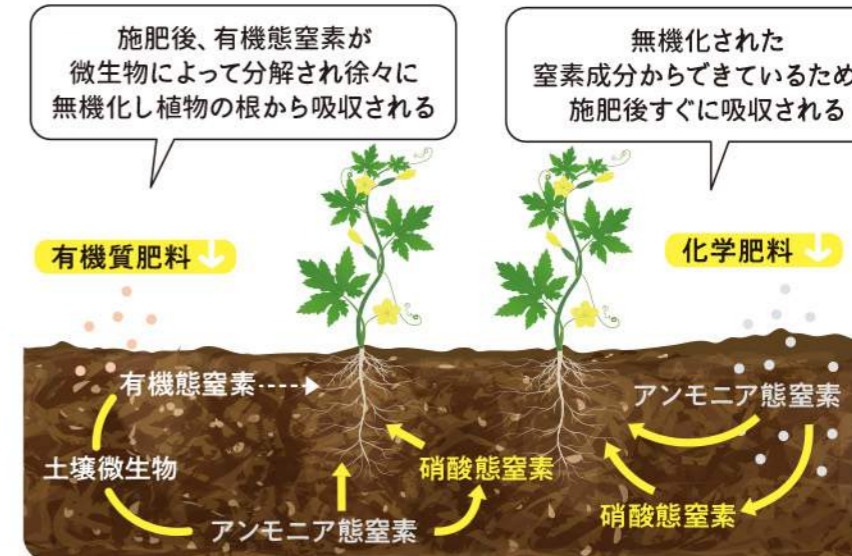 施肥後、有機態窒素が
微生物によって分解され徐々に
無機化し植物の根から吸収される
無機化された
窒素成分からできているため
施肥後すぐに吸収される
有機質肥料
化学肥料
有機態窒素
土壌微生物
アンモニア態窒素
硝酸態窒素
アンモニア態窒素
硝酸態窒素